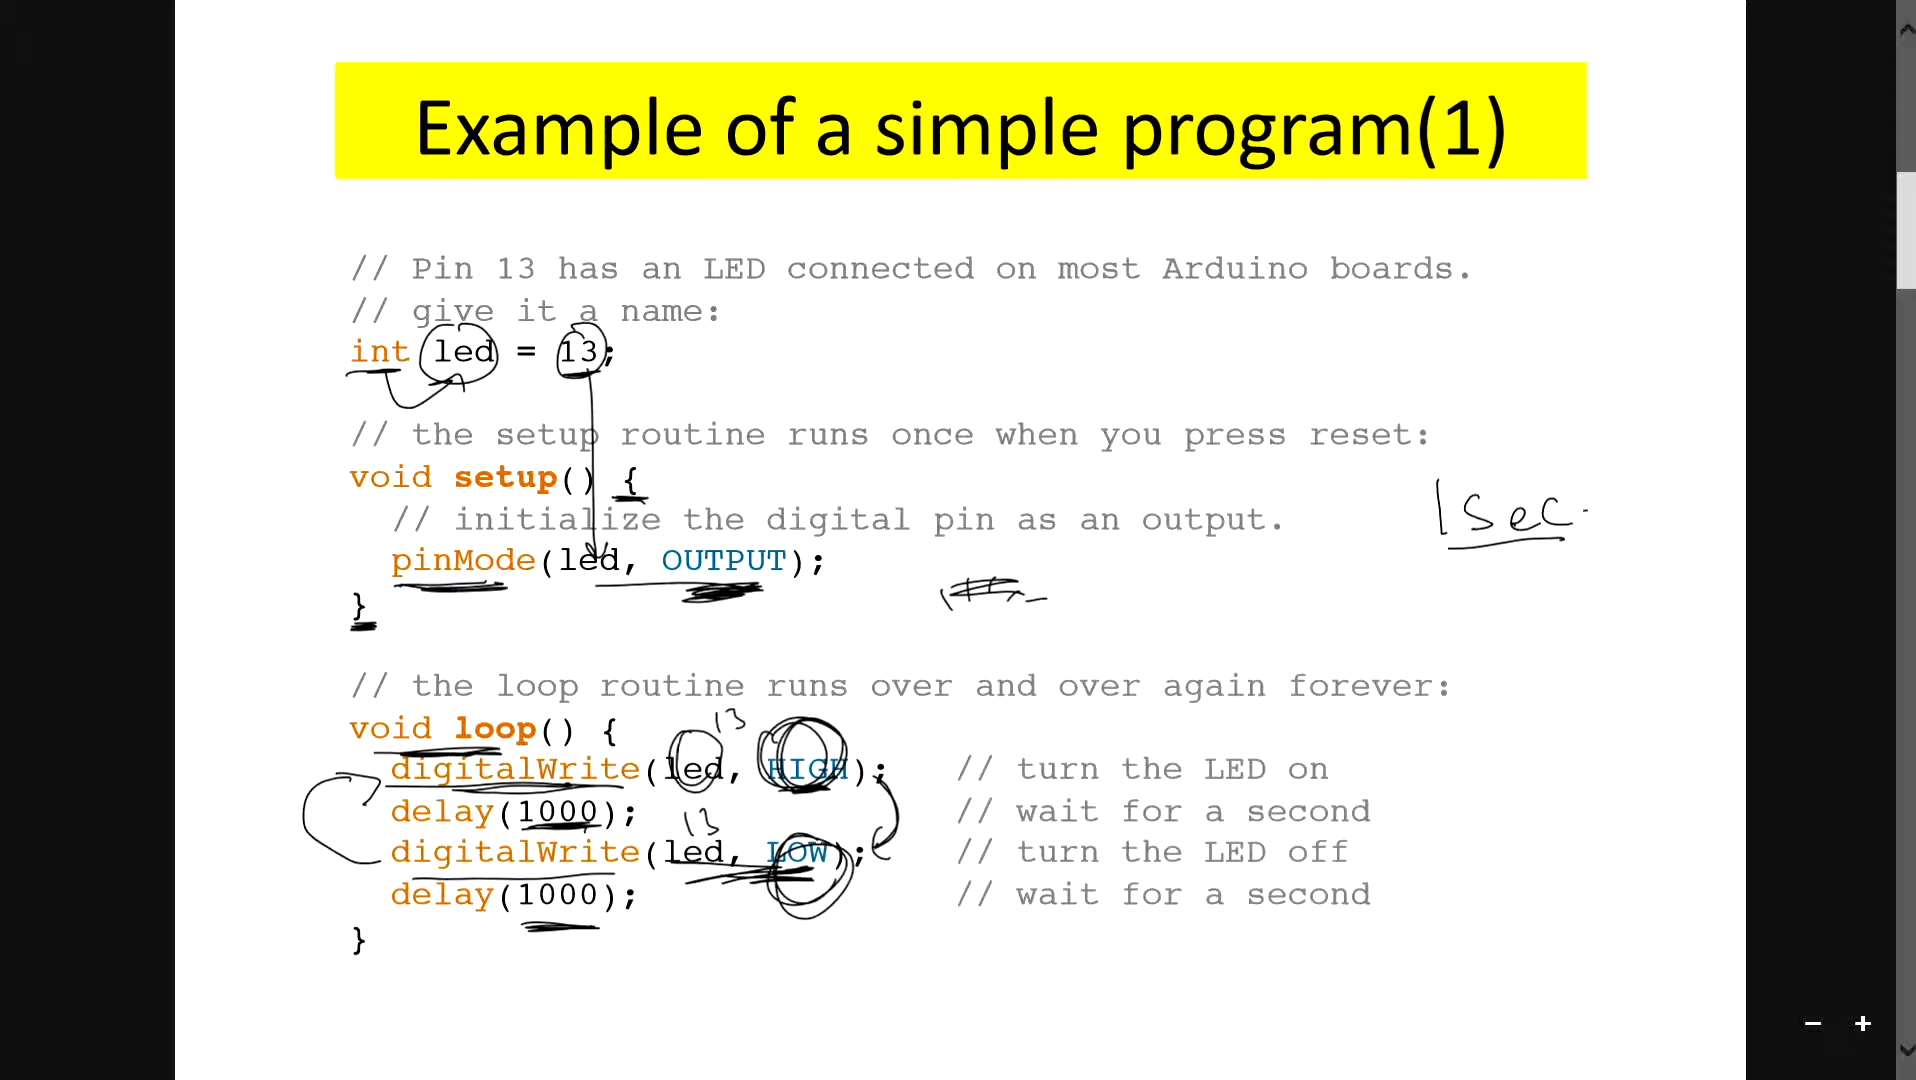 Example of a simple program(1)
// Pin 13 has an LED connected on most Arduino boards.
// give it a name:
int led = 13;
// the setup routine runs once when you press reset:
void setup() {
// initialize the digital pin as an output.
1 Sec.
pinMode(led, OUTPUT);
}
// the loop routine runs over and over again forever:
void loop() {
13
digitalWrite(led, HIGH); // turn the LED on
delay(1000); // wait for a second
13
digitalWrite(led, LOW); // turn the LED off
delay(1000); // wait for a second
}